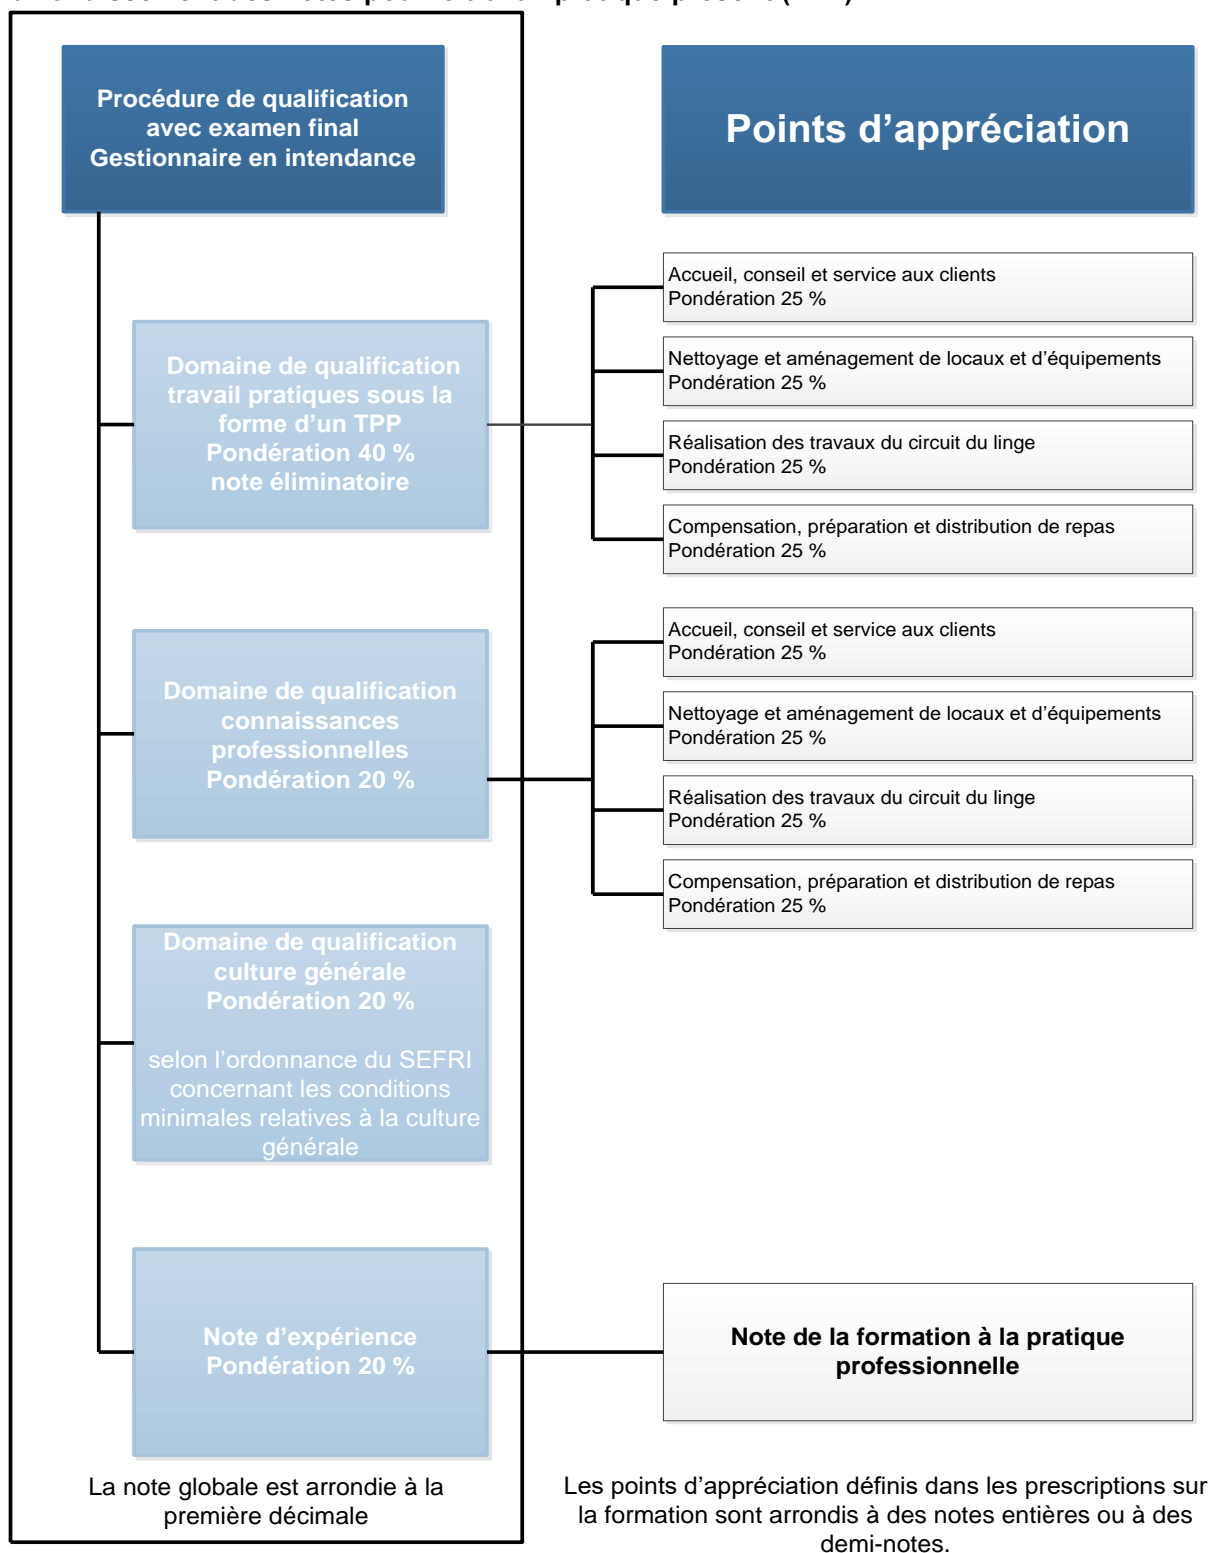 Procédure de qualification
avec examen final
Gestionnaire en intendance
Points d’appréciation
Domaine de qualification
travail pratiques sous la
forme d’un TPP
Pondération 40 %
note éliminatoire
Accueil, conseil et service aux clients
Pondération 25 %
Nettoyage et aménagement de locaux et d’équipements
Pondération 25 %
Réalisation des travaux du circuit du linge
Pondération 25 %
Compensation, préparation et distribution de repas
Pondération 25 %
Domaine de qualification
connaissances
professionnelles
Pondération 20 %
Accueil, conseil et service aux clients
Pondération 25 %
Nettoyage et aménagement de locaux et d’équipements
Pondération 25 %
Réalisation des travaux du circuit du linge
Pondération 25 %
Compensation, préparation et distribution de repas
Pondération 25 %
Domaine de qualification
culture générale
Pondération 20 %
selon l’ordonnance du SEFRI
concernant les conditions
minimales relatives à la culture
générale
Note d’expérience
Pondération 20 %
Note de la formation à la pratique
professionnelle
La note globale est arrondie à la
première décimale
Les points d’appréciation définis dans les prescriptions sur
la formation sont arrondis à des notes entières ou à des
demi-notes.